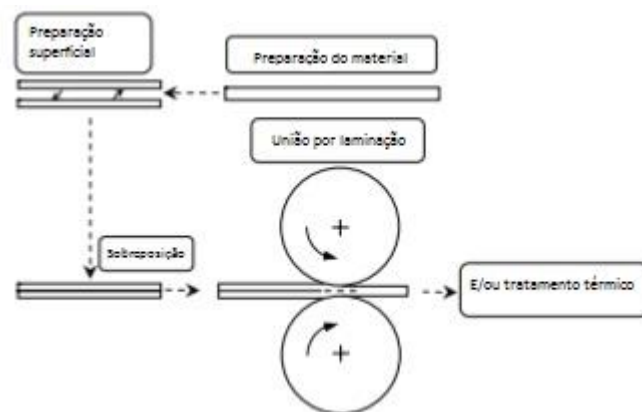 Preparação
superficial
Preparação do material
União por laminação
Sobreposição
E/ou tratamento térmico